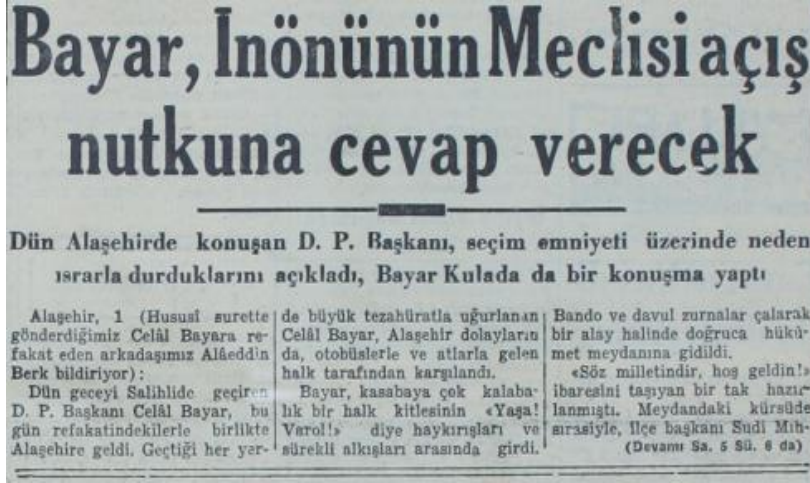 Bayar, İnönünün Meclisi açış
nutkuna cevap verecek
Dün Alaşehirde konuşan D. P. Başkanı, seçim emniyeti üzerinde neden
ısrarla durduklarını açıkladı, Bayar Kulada da bir konuşma yaptı
Alaşehir, 1 (Hususî surette
gönderdiğimiz Celâl Bayara re-
fakat eden arkadaşımız Alâeddin
Berk bildiriyor) :
Dün geceyi Salihlide geçiren
D. P. Başkanı Celâl Bayar, bu
gün refakatindekilerle birlikte
Alaşehire geldi. Geçtiği her yer-
de büyük tezahüratla uğurlanan
Celâl Bayar, Alaşehir dolayların
da, otobüslerle ve atlarla gelen
halk tarafından karşılandı.
Bayar, kasabaya çok kalaba-
lık bir halk kitlesinin «Yaşa!
Varol!» diye haykırışları ve
sürekli alkışları arasında girdi.
Bando ve davul zurnalar çalarak
bir alay halinde doğruca hükû-
met meydanına gidildi.
«Söz milletindir, hoş geldin!»
ibaresini taşıyan bir tak hazır-
lanmıştı. Meydandaki kürsüde
sırasiyle, ilçe başkanı Sudi Mih-
(Devamı Sa. 5 Sü. 6 da)